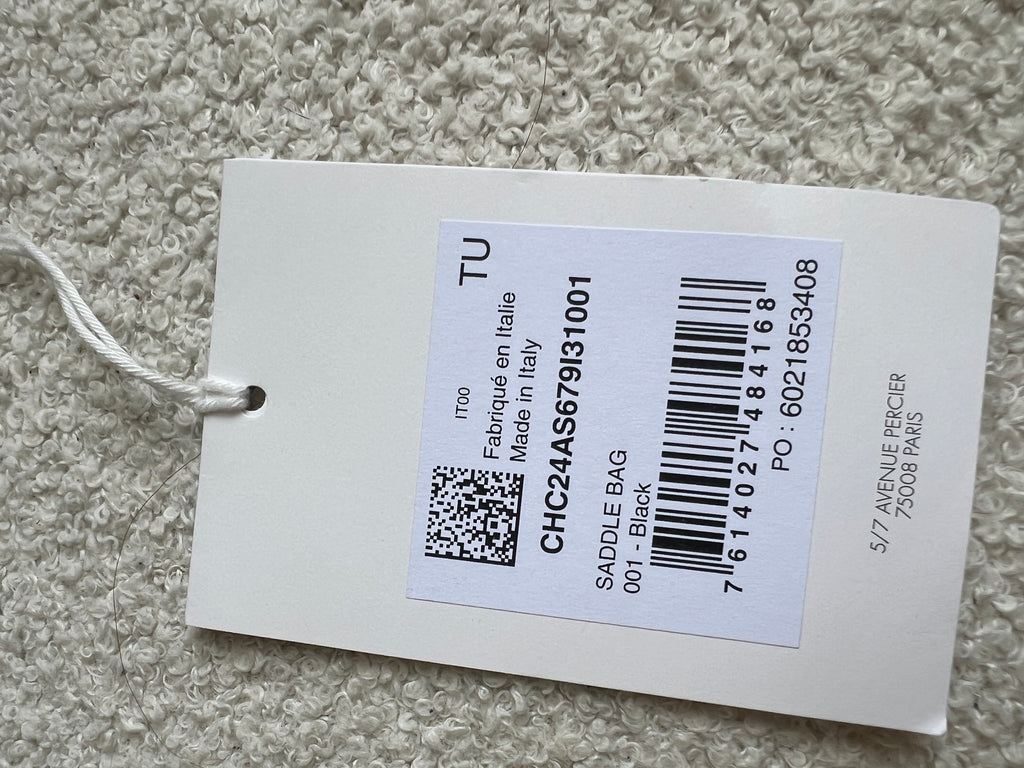 TU
IT00
Fabriqué en Italie
Made in Italy
CHC24AS679I31001
SADDLE BAG
001 - Black
7 614027 484168
PO : 6021853408
5/7 AVENUE PERCIER
75008 PARIS